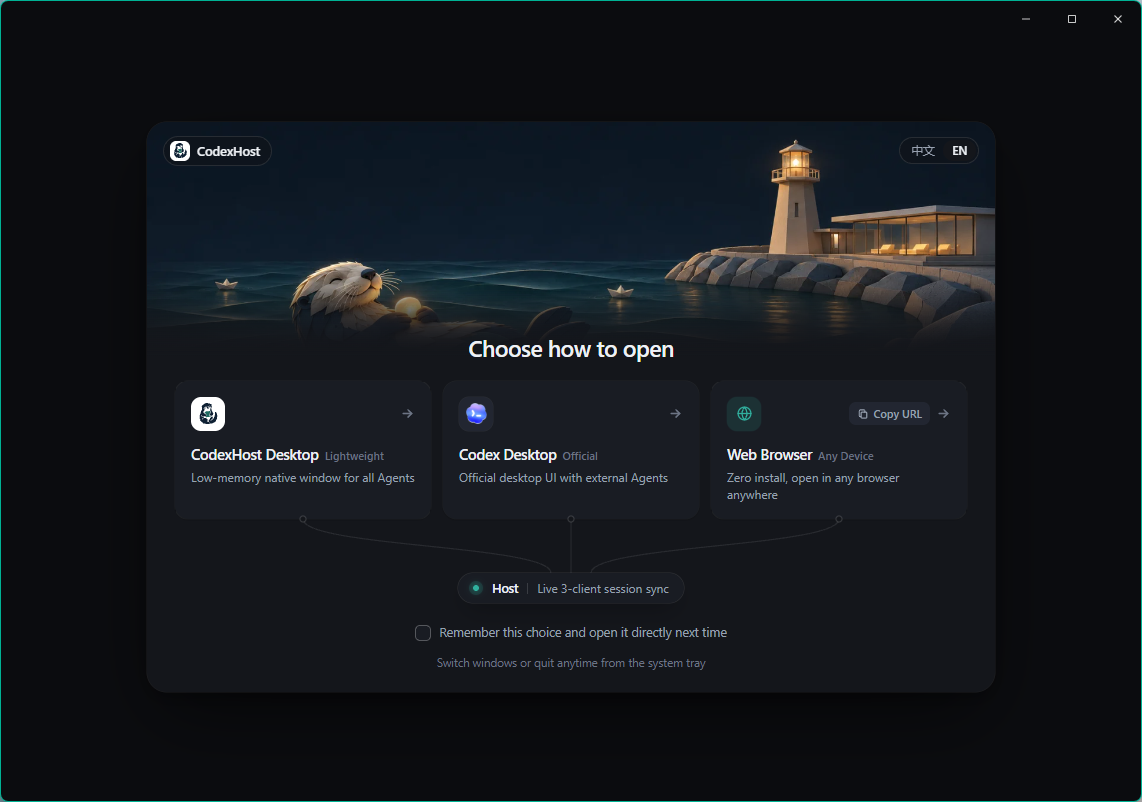 CodexHost
中文 EN
Choose how to open
CodexHost Desktop Lightweight
Low-memory native window for all Agents
Codex Desktop Official
Official desktop UI with external Agents
Copy URL
Web Browser Any Device
Zero install, open in any browser
anywhere
Host | Live 3-client session sync
Remember this choice and open it directly next time
Switch windows or quit anytime from the system tray